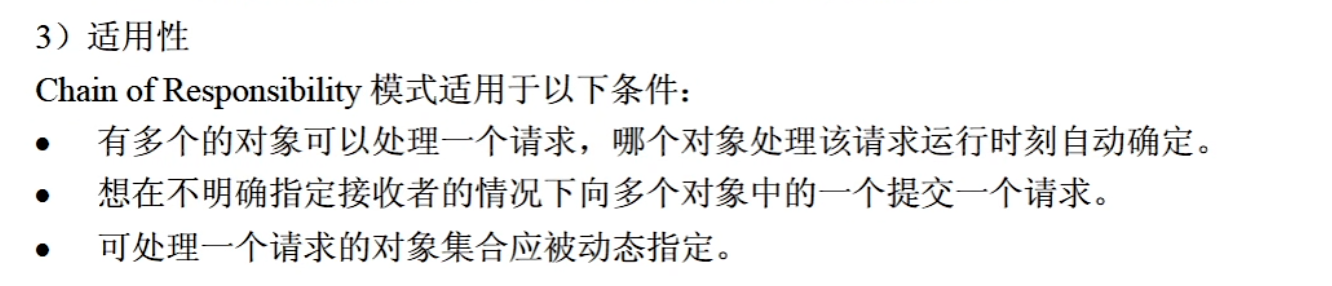 3）适用性
Chain of Responsibility 模式适用于以下条件：
● 有多个的对象可以处理一个请求，哪个对象处理该请求运行时刻自动确定。
● 想在不明确指定接收者的情况下向多个对象中的一个提交一个请求。
● 可处理一个请求的对象集合应被动态指定。